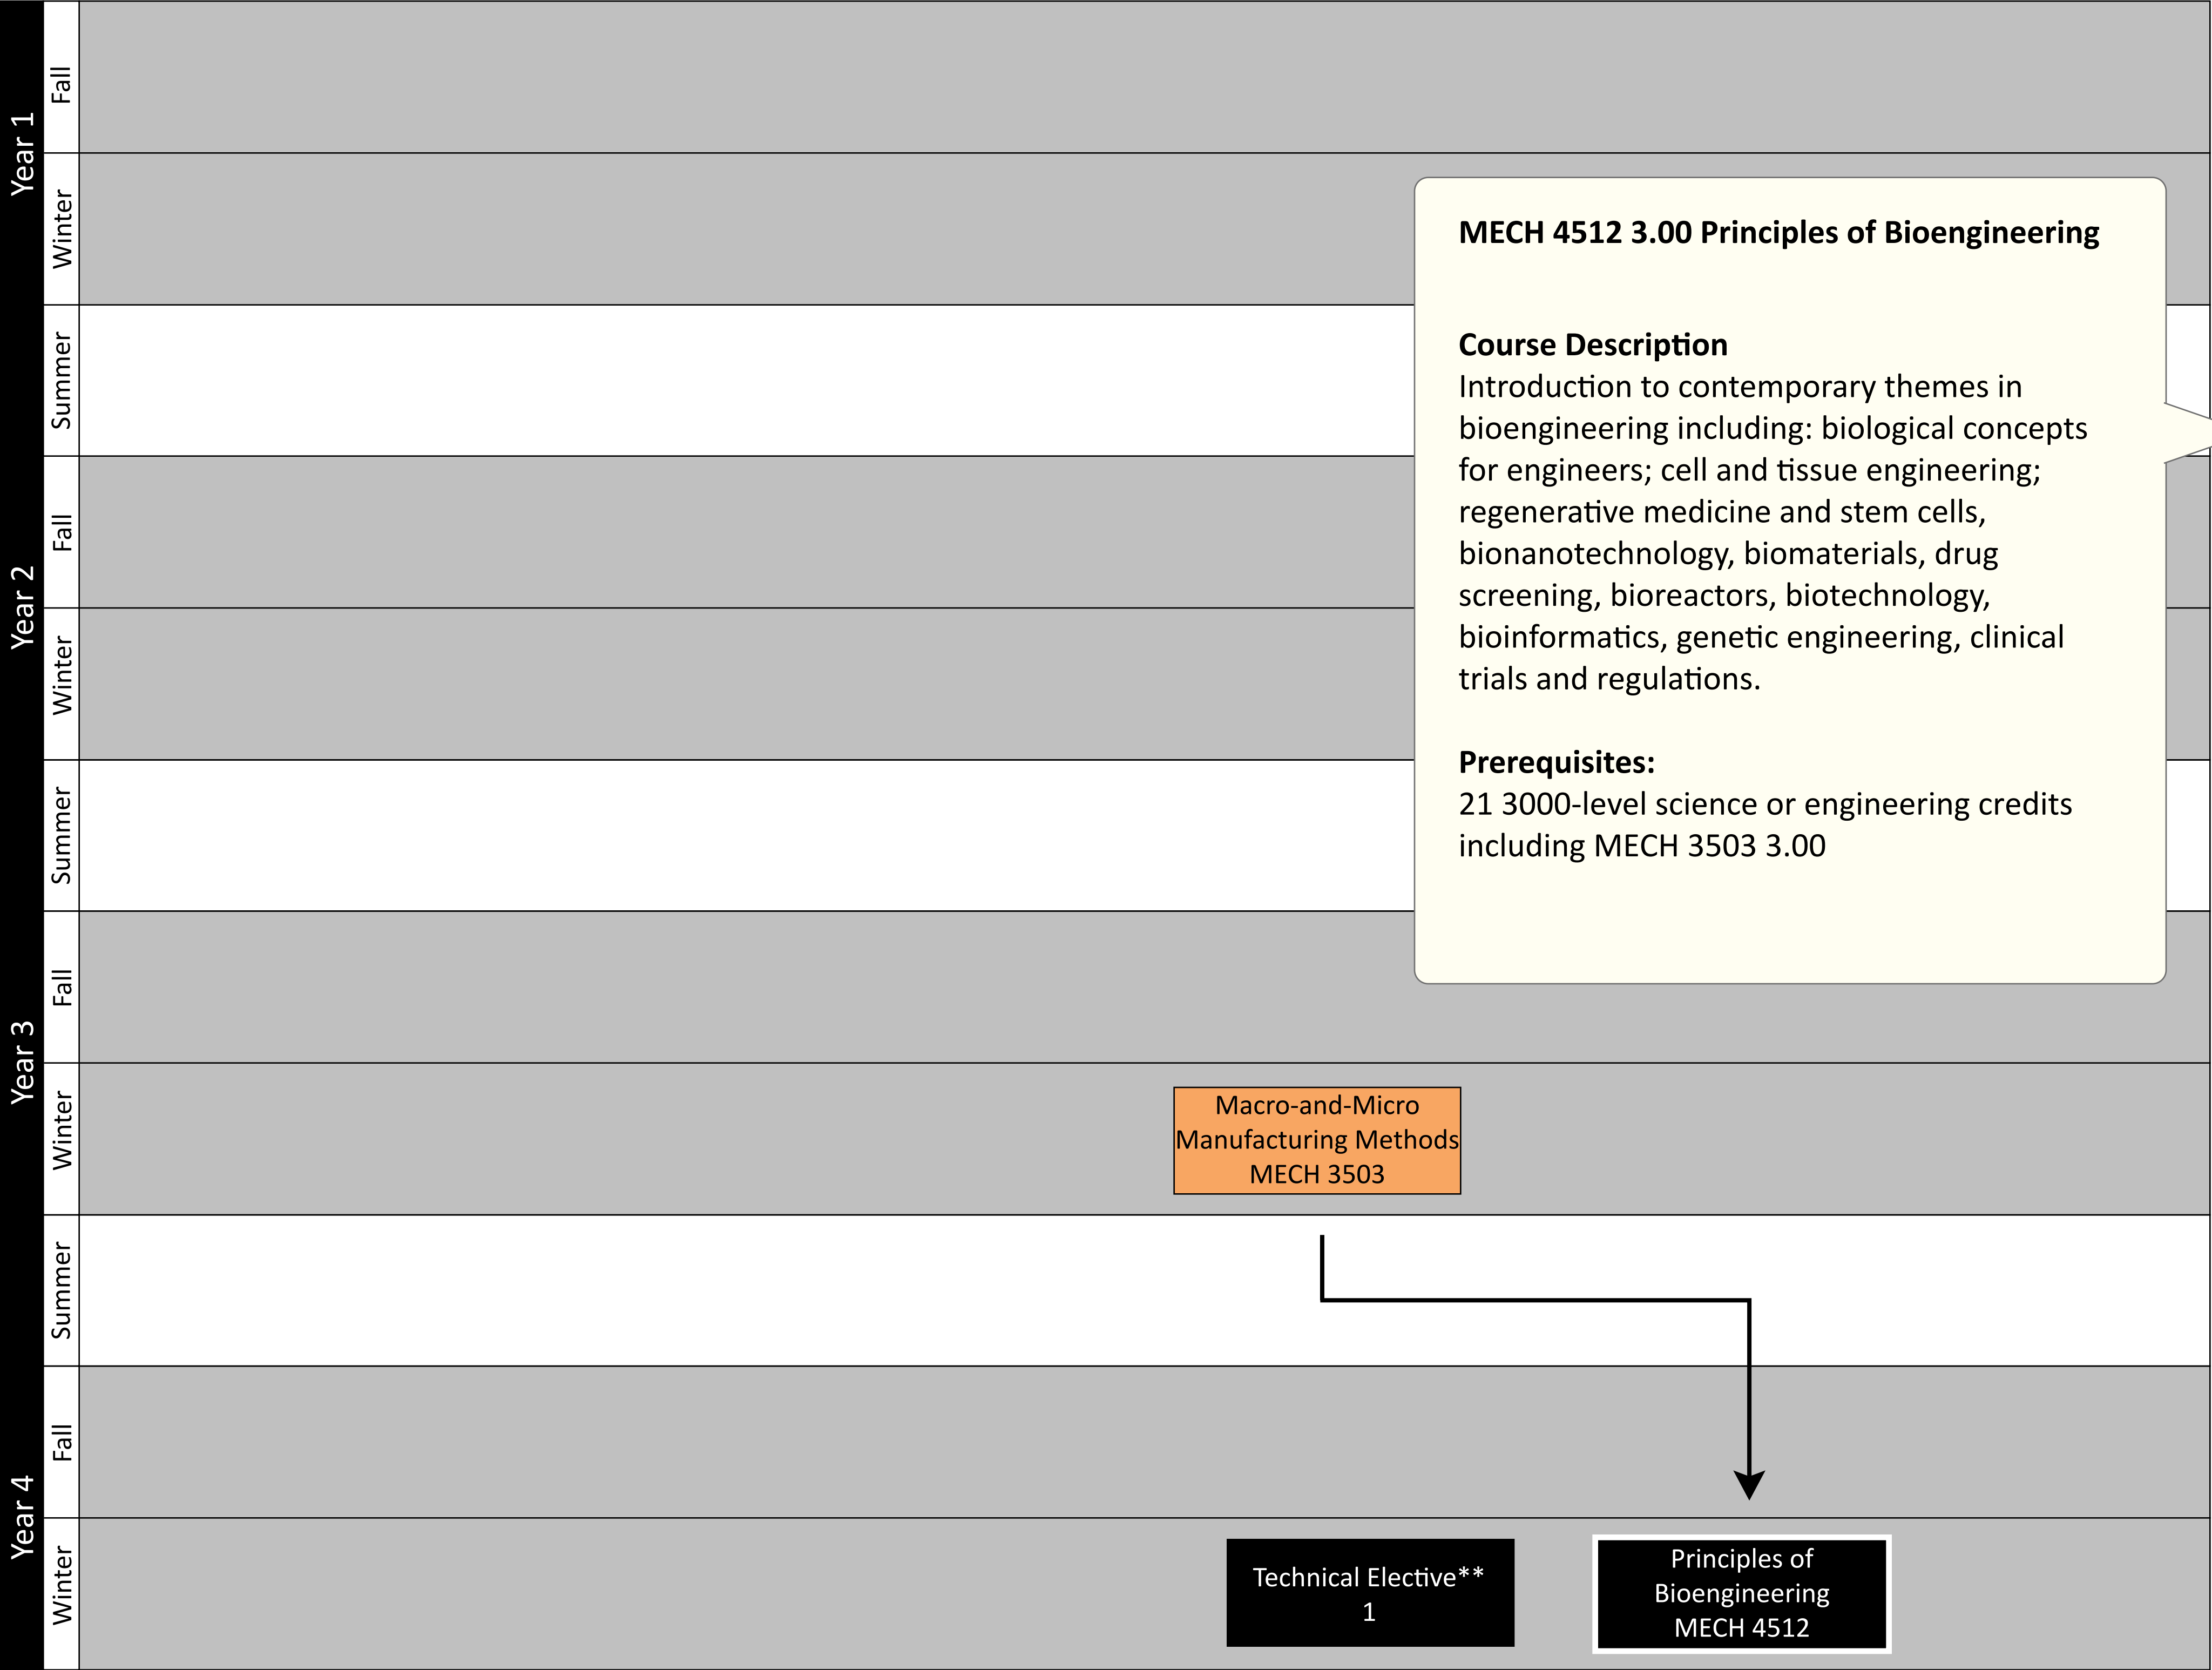 Year 1
Fall
Winter
Summer
Year 2
Fall
Winter
Summer
Year 3
Fall
Winter
Summer
Year 4
Fall
Winter
MECH 4512 3.00 Principles of Bioengineering
Course Description
Introduction to contemporary themes in
bioengineering including: biological concepts
for engineers; cell and tissue engineering;
regenerative medicine and stem cells,
bionanotechnology, biomaterials, drug
screening, bioreactors, biotechnology,
bioinformatics, genetic engineering, clinical
trials and regulations.
Prerequisites:
21 3000-level science or engineering credits
including MECH 3503 3.00
Macro-and-Micro
Manufacturing Methods
MECH 3503
Technical Elective**
1
Principles of
Bioengineering
MECH 4512